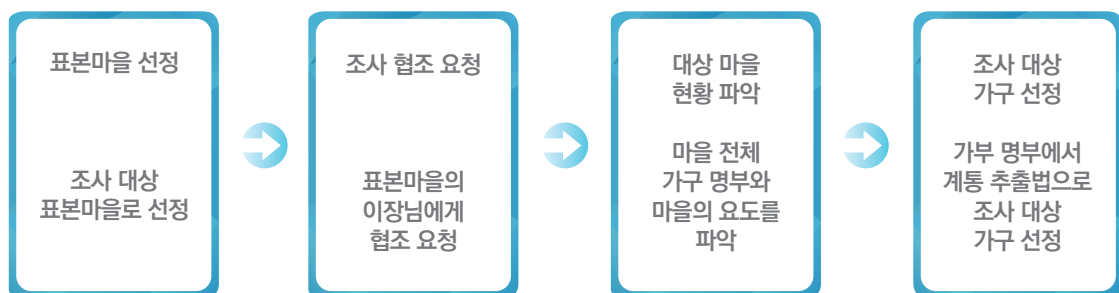 표본마을 선정
조사 대상
표본마을로 선정
조사 협조 요청
표본마을의
이장님에게
협조 요청
대상 마을
현황 파악
마을 전체
가구 명부와
마을의 요도를
파악
조사 대상
가구 선정
가부 명부에서
계통 추출법으로
조사 대상
가구 선정